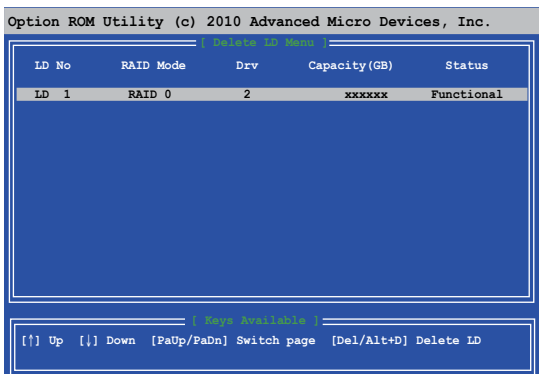 Option ROM Utility (c) 2010 Advanced Micro Devices, Inc.
[ Delete LD Menu ]
LD No RAID Mode Drv Capacity(GB) Status
LD 1 RAID 0 2 xxxxxx Functional
[ Keys Available ]
[↑] Up [↓] Down [PaUp/PaDn] Switch page [Del/Alt+D] Delete LD